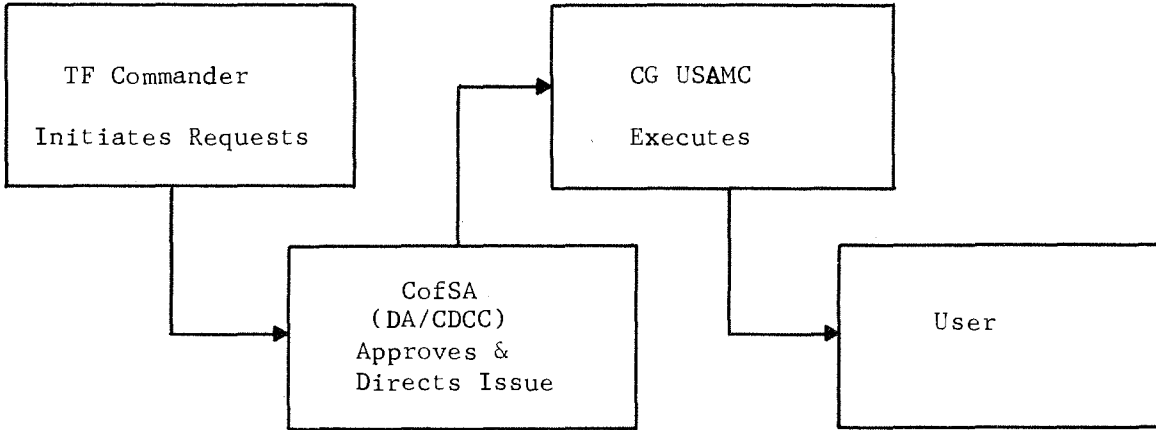 TF Commander
Initiates Requests
CofSA
(DA/CDCC)
Approves &
Directs Issue
CG USAMC
Executes
User